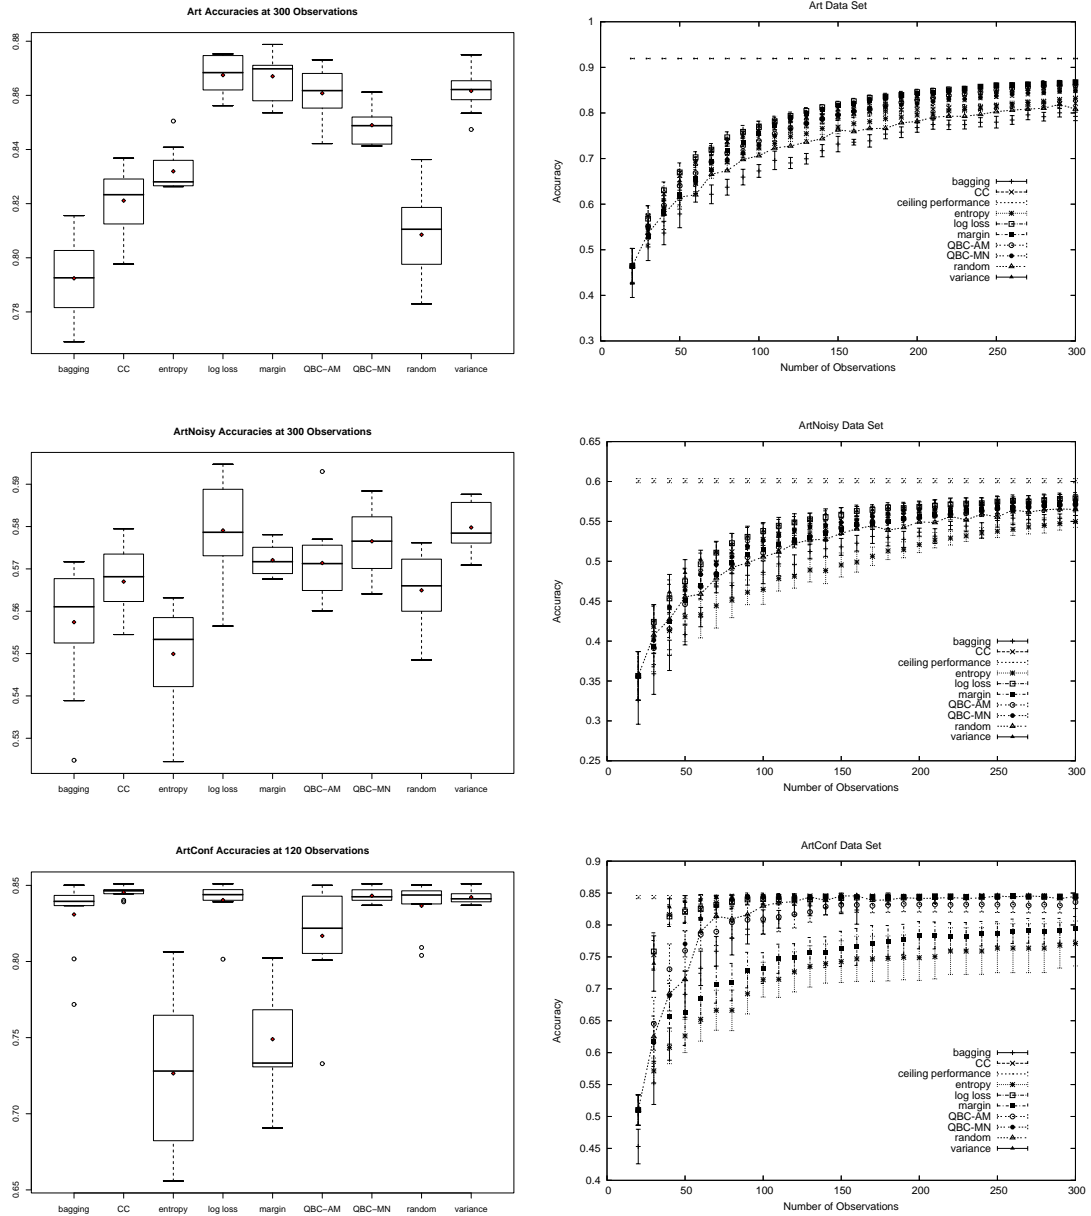 Art Accuracies at 300 Observations
0.88
0.86
0.84
0.82
0.80
0.78
bagging CC entropy log loss margin QBC−AM QBC−MN random variance
Art Data Set
1
0.9
0.8
0.7
0.6
0.5
0.4
0.3
Accuracy
bagging
CC
ceiling performance
entropy
log loss
margin
QBC-AM
QBC-MN
random
variance
0 50 100 150 200 250 300
Number of Observations
ArtNoisy Accuracies at 300 Observations
0.59
0.58
0.57
0.56
0.55
0.54
0.53
bagging CC entropy log loss margin QBC−AM QBC−MN random variance
ArtNoisy Data Set
0.65
0.6
0.55
0.5
0.45
0.4
0.35
0.3
0.25
Accuracy
bagging
CC
ceiling performance
entropy
log loss
margin
QBC-AM
QBC-MN
random
variance
0 50 100 150 200 250 300
Number of Observations
ArtConf Accuracies at 120 Observations
0.85
0.80
0.75
0.70
0.65
bagging CC entropy log loss margin QBC−AM QBC−MN random variance
ArtConf Data Set
0.9
0.85
0.8
0.75
0.7
0.65
0.6
0.55
0.5
0.45
0.4
Accuracy
bagging
CC
ceiling performance
entropy
log loss
margin
QBC-AM
QBC-MN
random
variance
0 50 100 150 200 250 300
Number of Observations